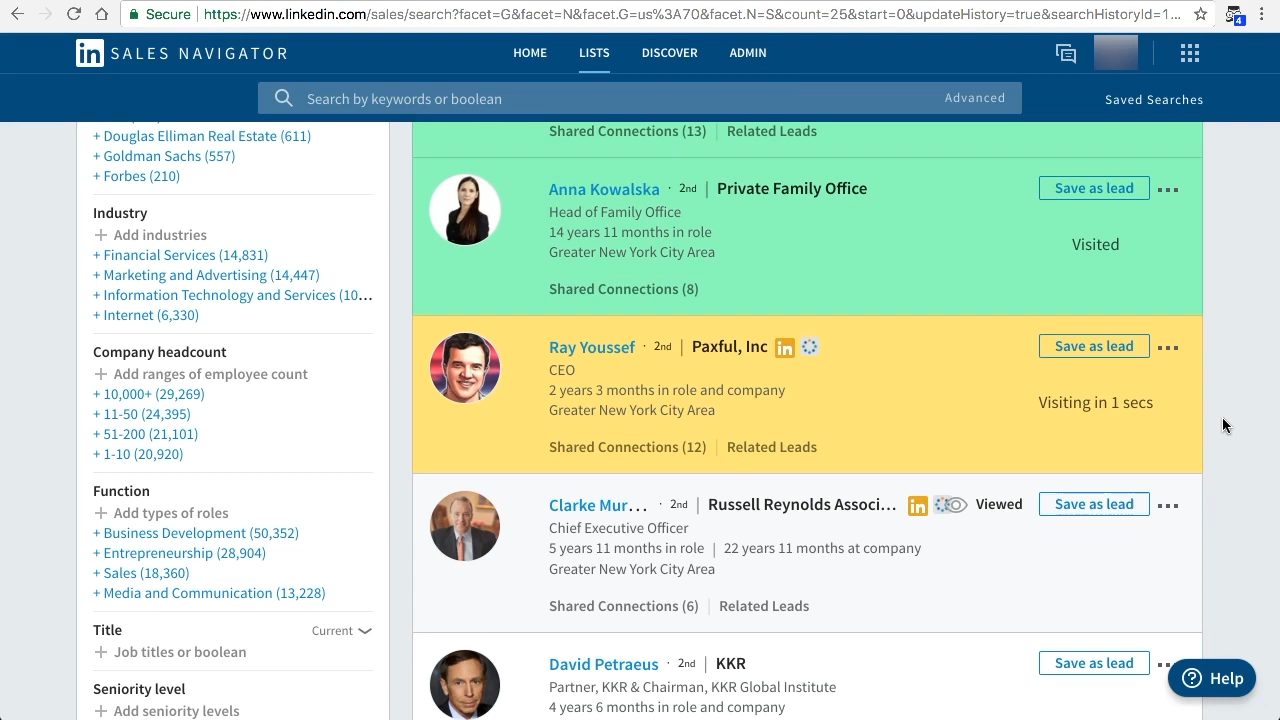 Secure
https://www.linkedin.com/sales/search?facet=G&facet=N&facet.G=us%3A70&facet.N=S&count=25&start=0&updateHistory=true&searchHistoryId=1...
4
in SALES NAVIGATOR
HOME
LISTS
DISCOVER
ADMIN
Search by keywords or boolean
Advanced
Saved Searches
+ Douglas Elliman Real Estate (611)
+ Goldman Sachs (557)
+ Forbes (210)
Industry
+ Add industries
+ Financial Services (14,831)
+ Marketing and Advertising (14,447)
+ Information Technology and Services (10...
+ Internet (6,330)
Company headcount
+ Add ranges of employee count
+ 10,000+ (29,269)
+ 11-50 (24,395)
+ 51-200 (21,101)
+ 1-10 (20,920)
Function
+ Add types of roles
+ Business Development (50,352)
+ Entrepreneurship (28,904)
+ Sales (18,360)
+ Media and Communication (13,228)
Title
Current
+ Job titles or boolean
Seniority level
+ Add seniority levels
Shared Connections (13) | Related Leads
Anna Kowalska · 2nd | Private Family Office
Head of Family Office
14 years 11 months in role
Greater New York City Area
Shared Connections (8)
Save as lead
Visited
Ray Youssef · 2nd | Paxful, Inc in
CEO
2 years 3 months in role and company
Greater New York City Area
Shared Connections (12) | Related Leads
Save as lead
Visiting in 1 secs
Clarke Mur... · 2nd | Russell Reynolds Associ... in Viewed
Chief Executive Officer
5 years 11 months in role | 22 years 11 months at company
Greater New York City Area
Shared Connections (6) | Related Leads
Save as lead
David Petraeus · 2nd | KKR
Partner, KKR & Chairman, KKR Global Institute
4 years 6 months in role and company
Save as lead
? Help